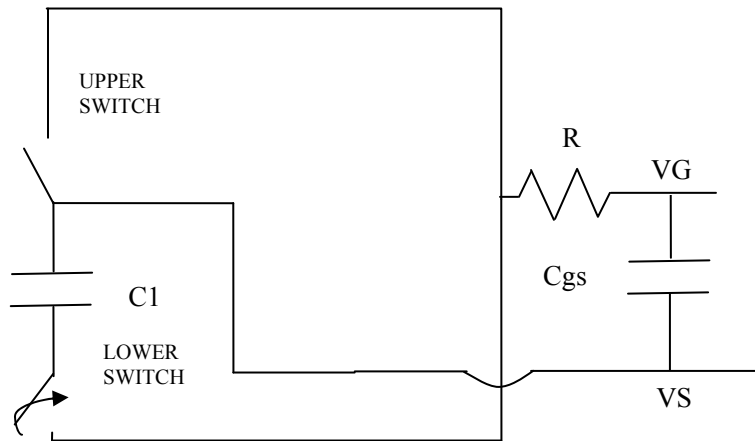 UPPER
SWITCH
R
VG
Cgs
C1
LOWER
SWITCH
VS